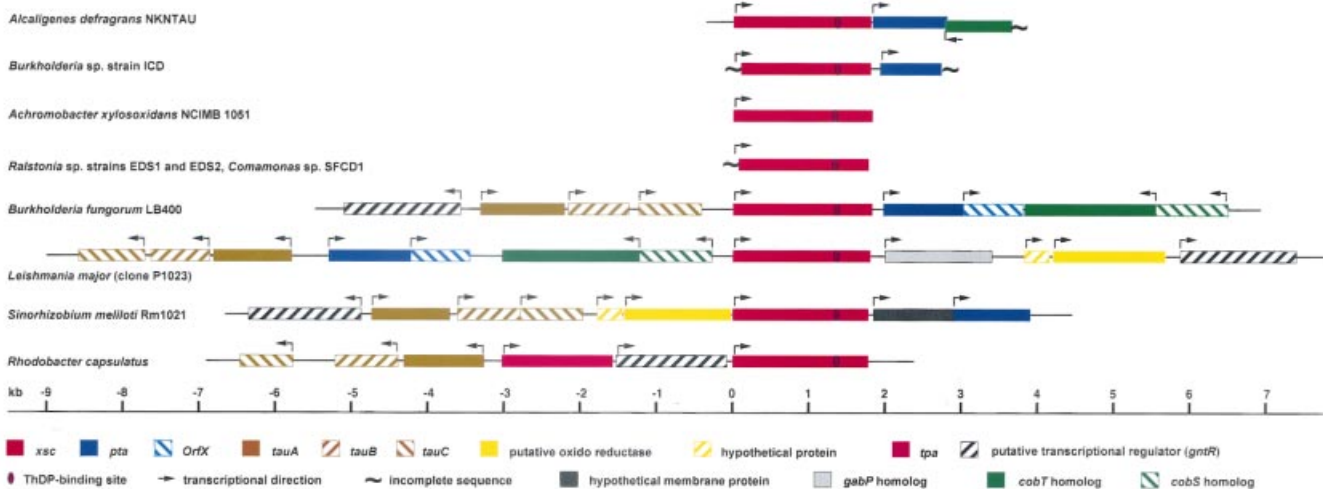 Alcaligenes defragrans NKNTAU
Burkholderia sp. strain ICD
Achromobacter xylosoxidans NCIMB 1051
Ralstonia sp. strains EDS1 and EDS2, Comamonas sp. SFCD1
Burkholderia fungorum LB400
Leishmania major (clone P1023)
Sinorhizobium meliloti Rm1021
Rhodobacter capsulatus
kb -9 -8 -7 -6 -5 -4 -3 -2 -1 0 1 2 3 4 5 6 7
xsc pta OrfX tauA tauB tauC putative oxido reductase hypothetical protein tpa putative transcriptional regulator (gntR)
ThDP-binding site transcriptional direction incomplete sequence hypothetical membrane protein gabP homolog cobT homolog cobS homolog